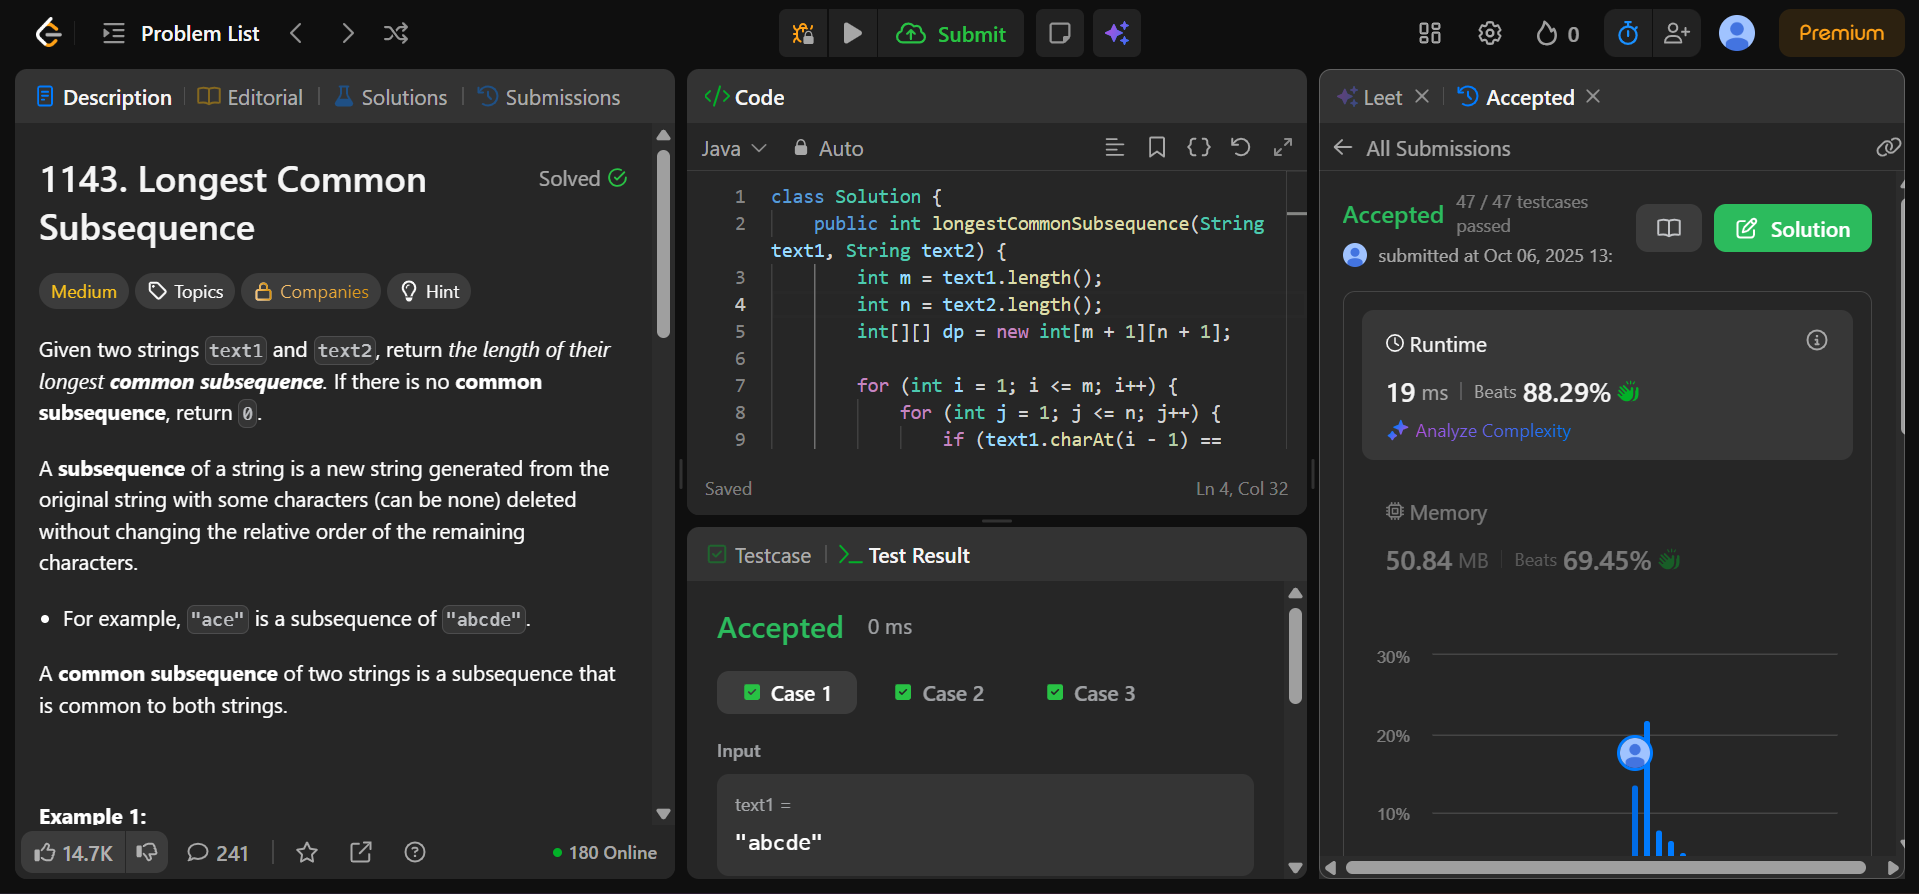 Problem List
Submit
0
Premium
Description
Editorial
Solutions
Submissions
1143. Longest Common
Subsequence
Solved
Medium
Topics
Companies
Hint
Given two strings text1 and text2, return the length of their
longest common subsequence. If there is no common
subsequence, return 0.
A subsequence of a string is a new string generated from the
original string with some characters (can be none) deleted
without changing the relative order of the remaining
characters.
• For example, "ace" is a subsequence of "abcde".
A common subsequence of two strings is a subsequence that
is common to both strings.
Example 1:
14.7K
241
180 Online
</> Code
Java
Auto
1 class Solution {
2 public int longestCommonSubsequence(String
text1, String text2) {
3 int m = text1.length();
4 int n = text2.length();
5 int[][] dp = new int[m + 1][n + 1];
6
7 for (int i = 1; i <= m; i++) {
8 for (int j = 1; j <= n; j++) {
9 if (text1.charAt(i - 1) ==
Saved
Ln 4, Col 32
Testcase
Test Result
Accepted
0 ms
Case 1
Case 2
Case 3
Input
text1 =
"abcde"
Leet
Accepted
All Submissions
Accepted
47 / 47 testcases
passed
submitted at Oct 06, 2025 13:
Solution
Runtime
19 ms
Beats 88.29%
Analyze Complexity
Memory
50.84 MB
Beats 69.45%
30%
20%
10%